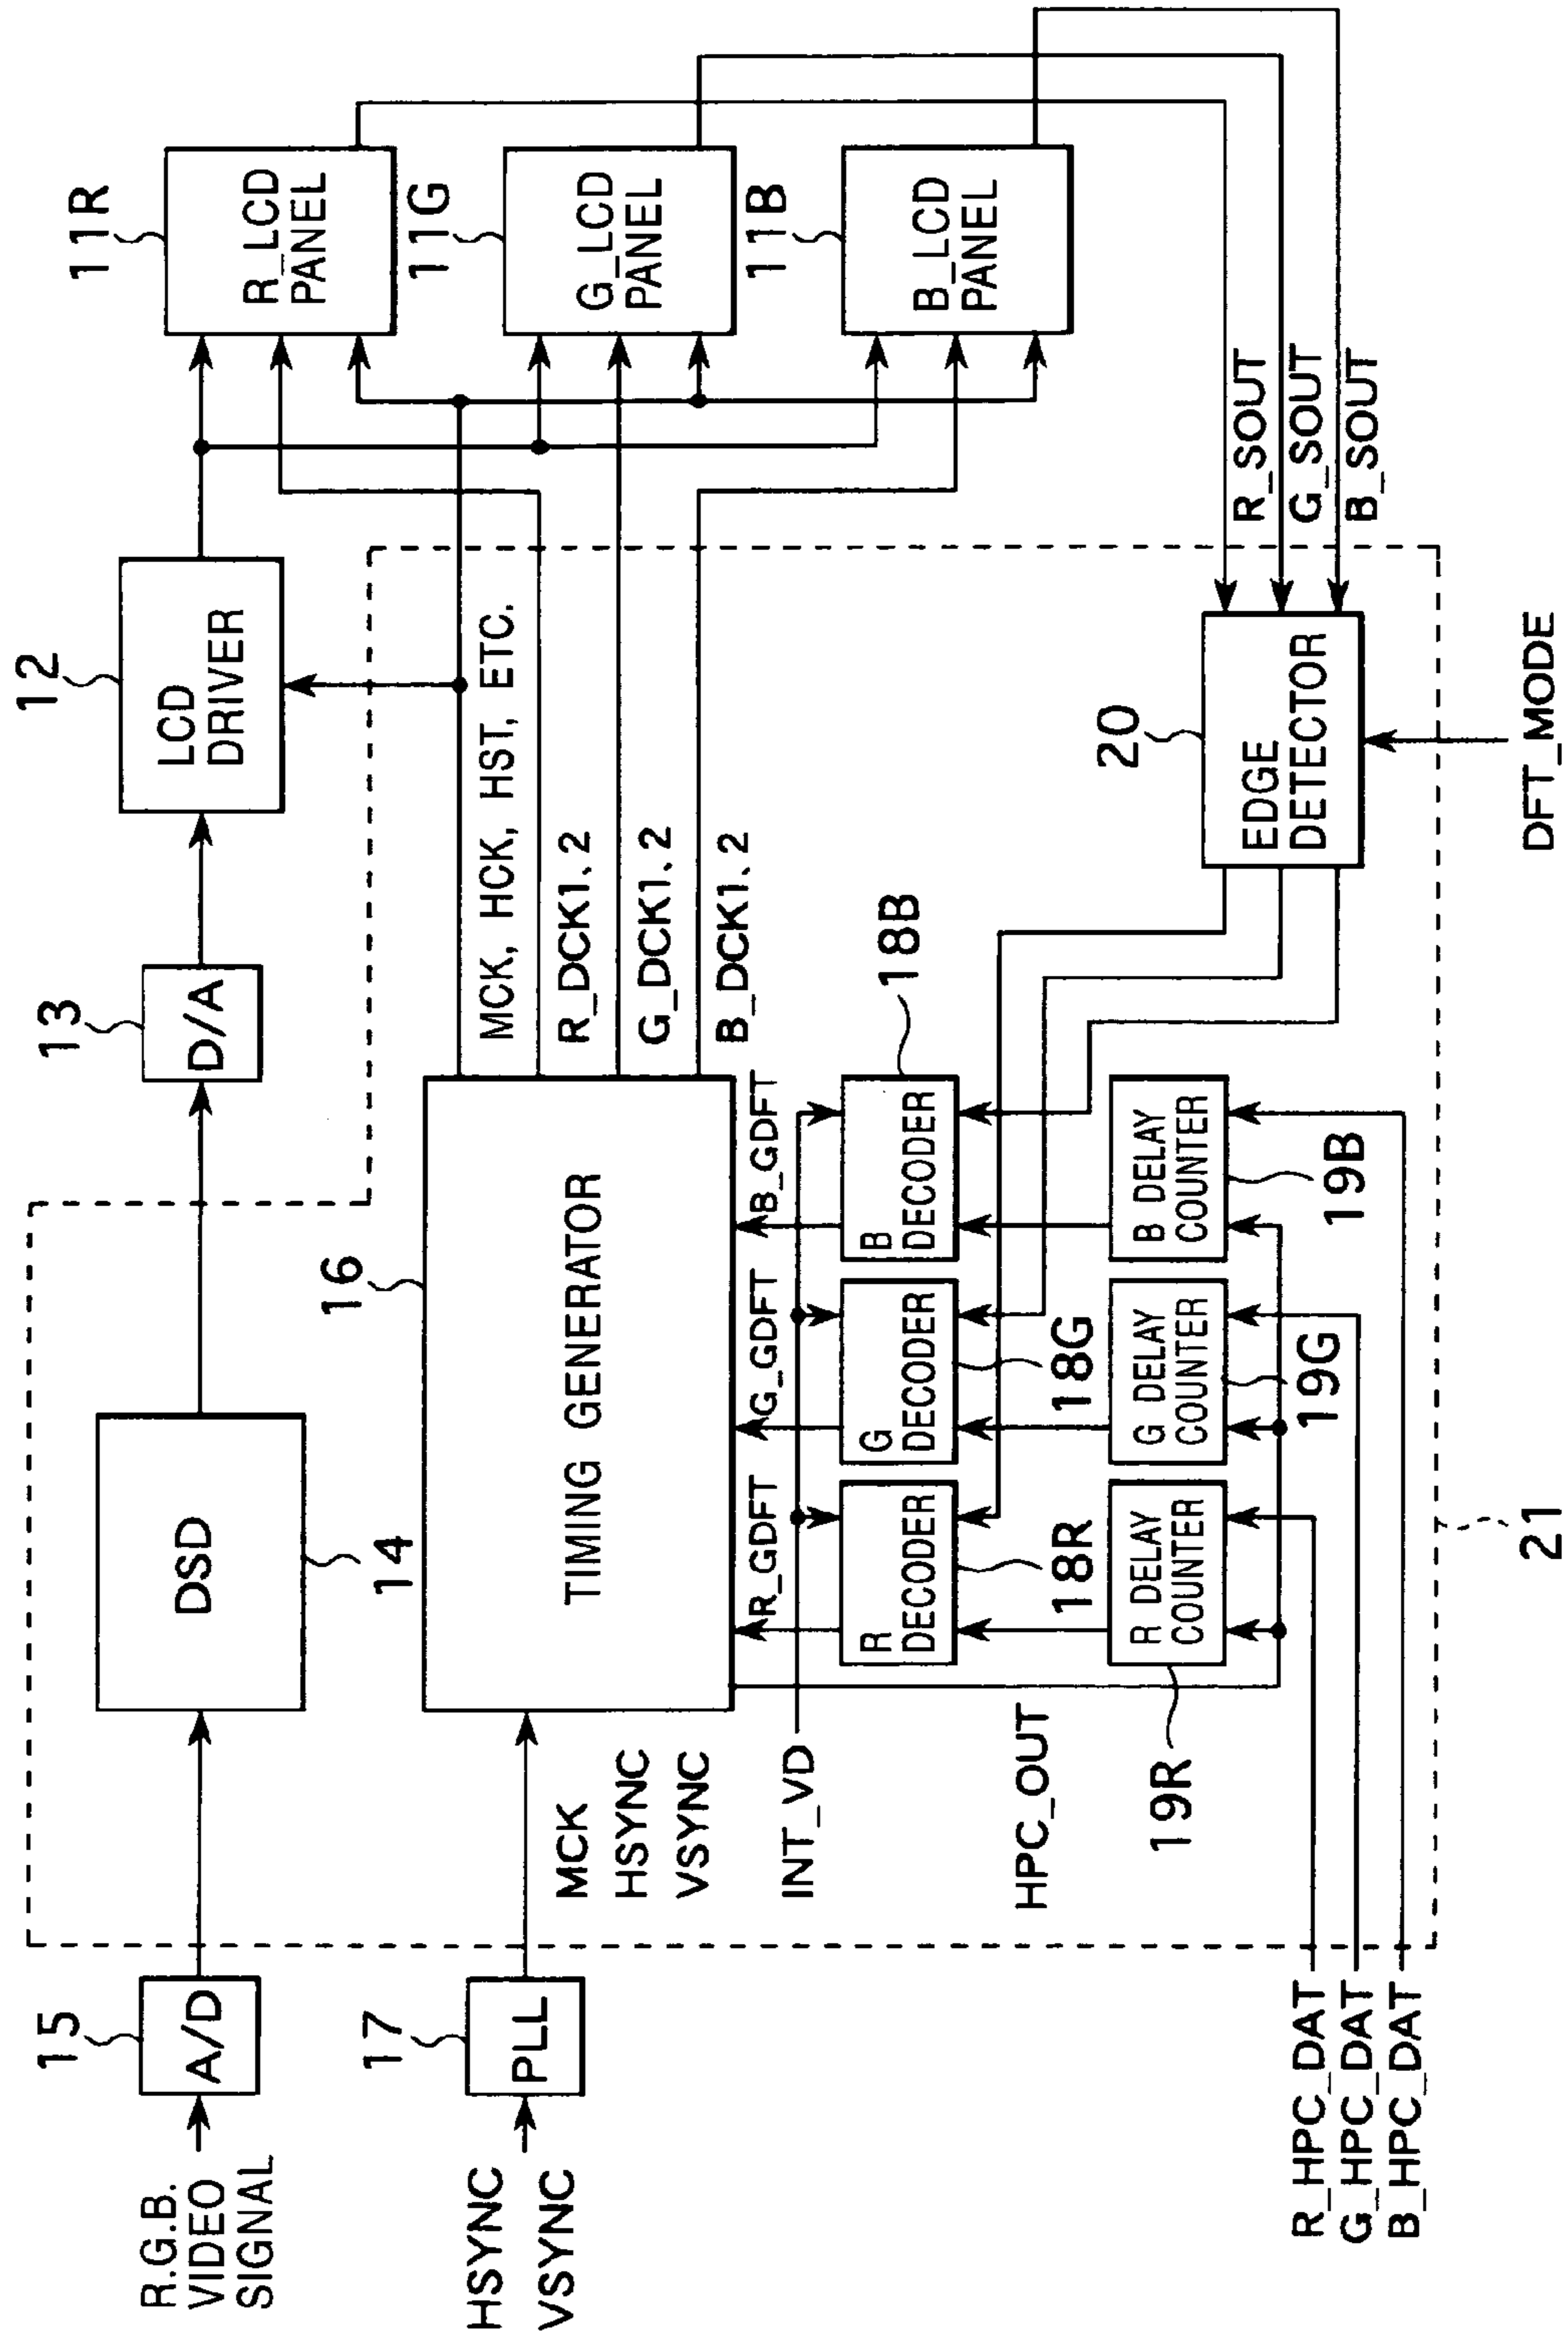 R.G.B.
VIDEO
SIGNAL
15
A/D
DSD
14
13
D/A
12
LCD
DRIVER
11R
R_LCD
PANEL
11G
G_LCD
PANEL
11B
B_LCD
PANEL
HSYNC
VSYNC
17
PLL
MCK
HSYNC
VSYNC
16
TIMING GENERATOR
MCK, HCK, HST, ETC.
R_DCK1, 2
G_DCK1, 2
B_DCK1, 2
R_GDFT
G_GDFT
B_GDFT
INT_VD
R
DECODER
18R
G
DECODER
18G
B
DECODER
18B
HPC_OUT
R DELAY
COUNTER
19R
G DELAY
COUNTER
19G
B DELAY
COUNTER
19B
20
EDGE
DETECTOR
R_SOUT
G_SOUT
B_SOUT
DFT_MODE
R_HPC_DAT
G_HPC_DAT
B_HPC_DAT
21